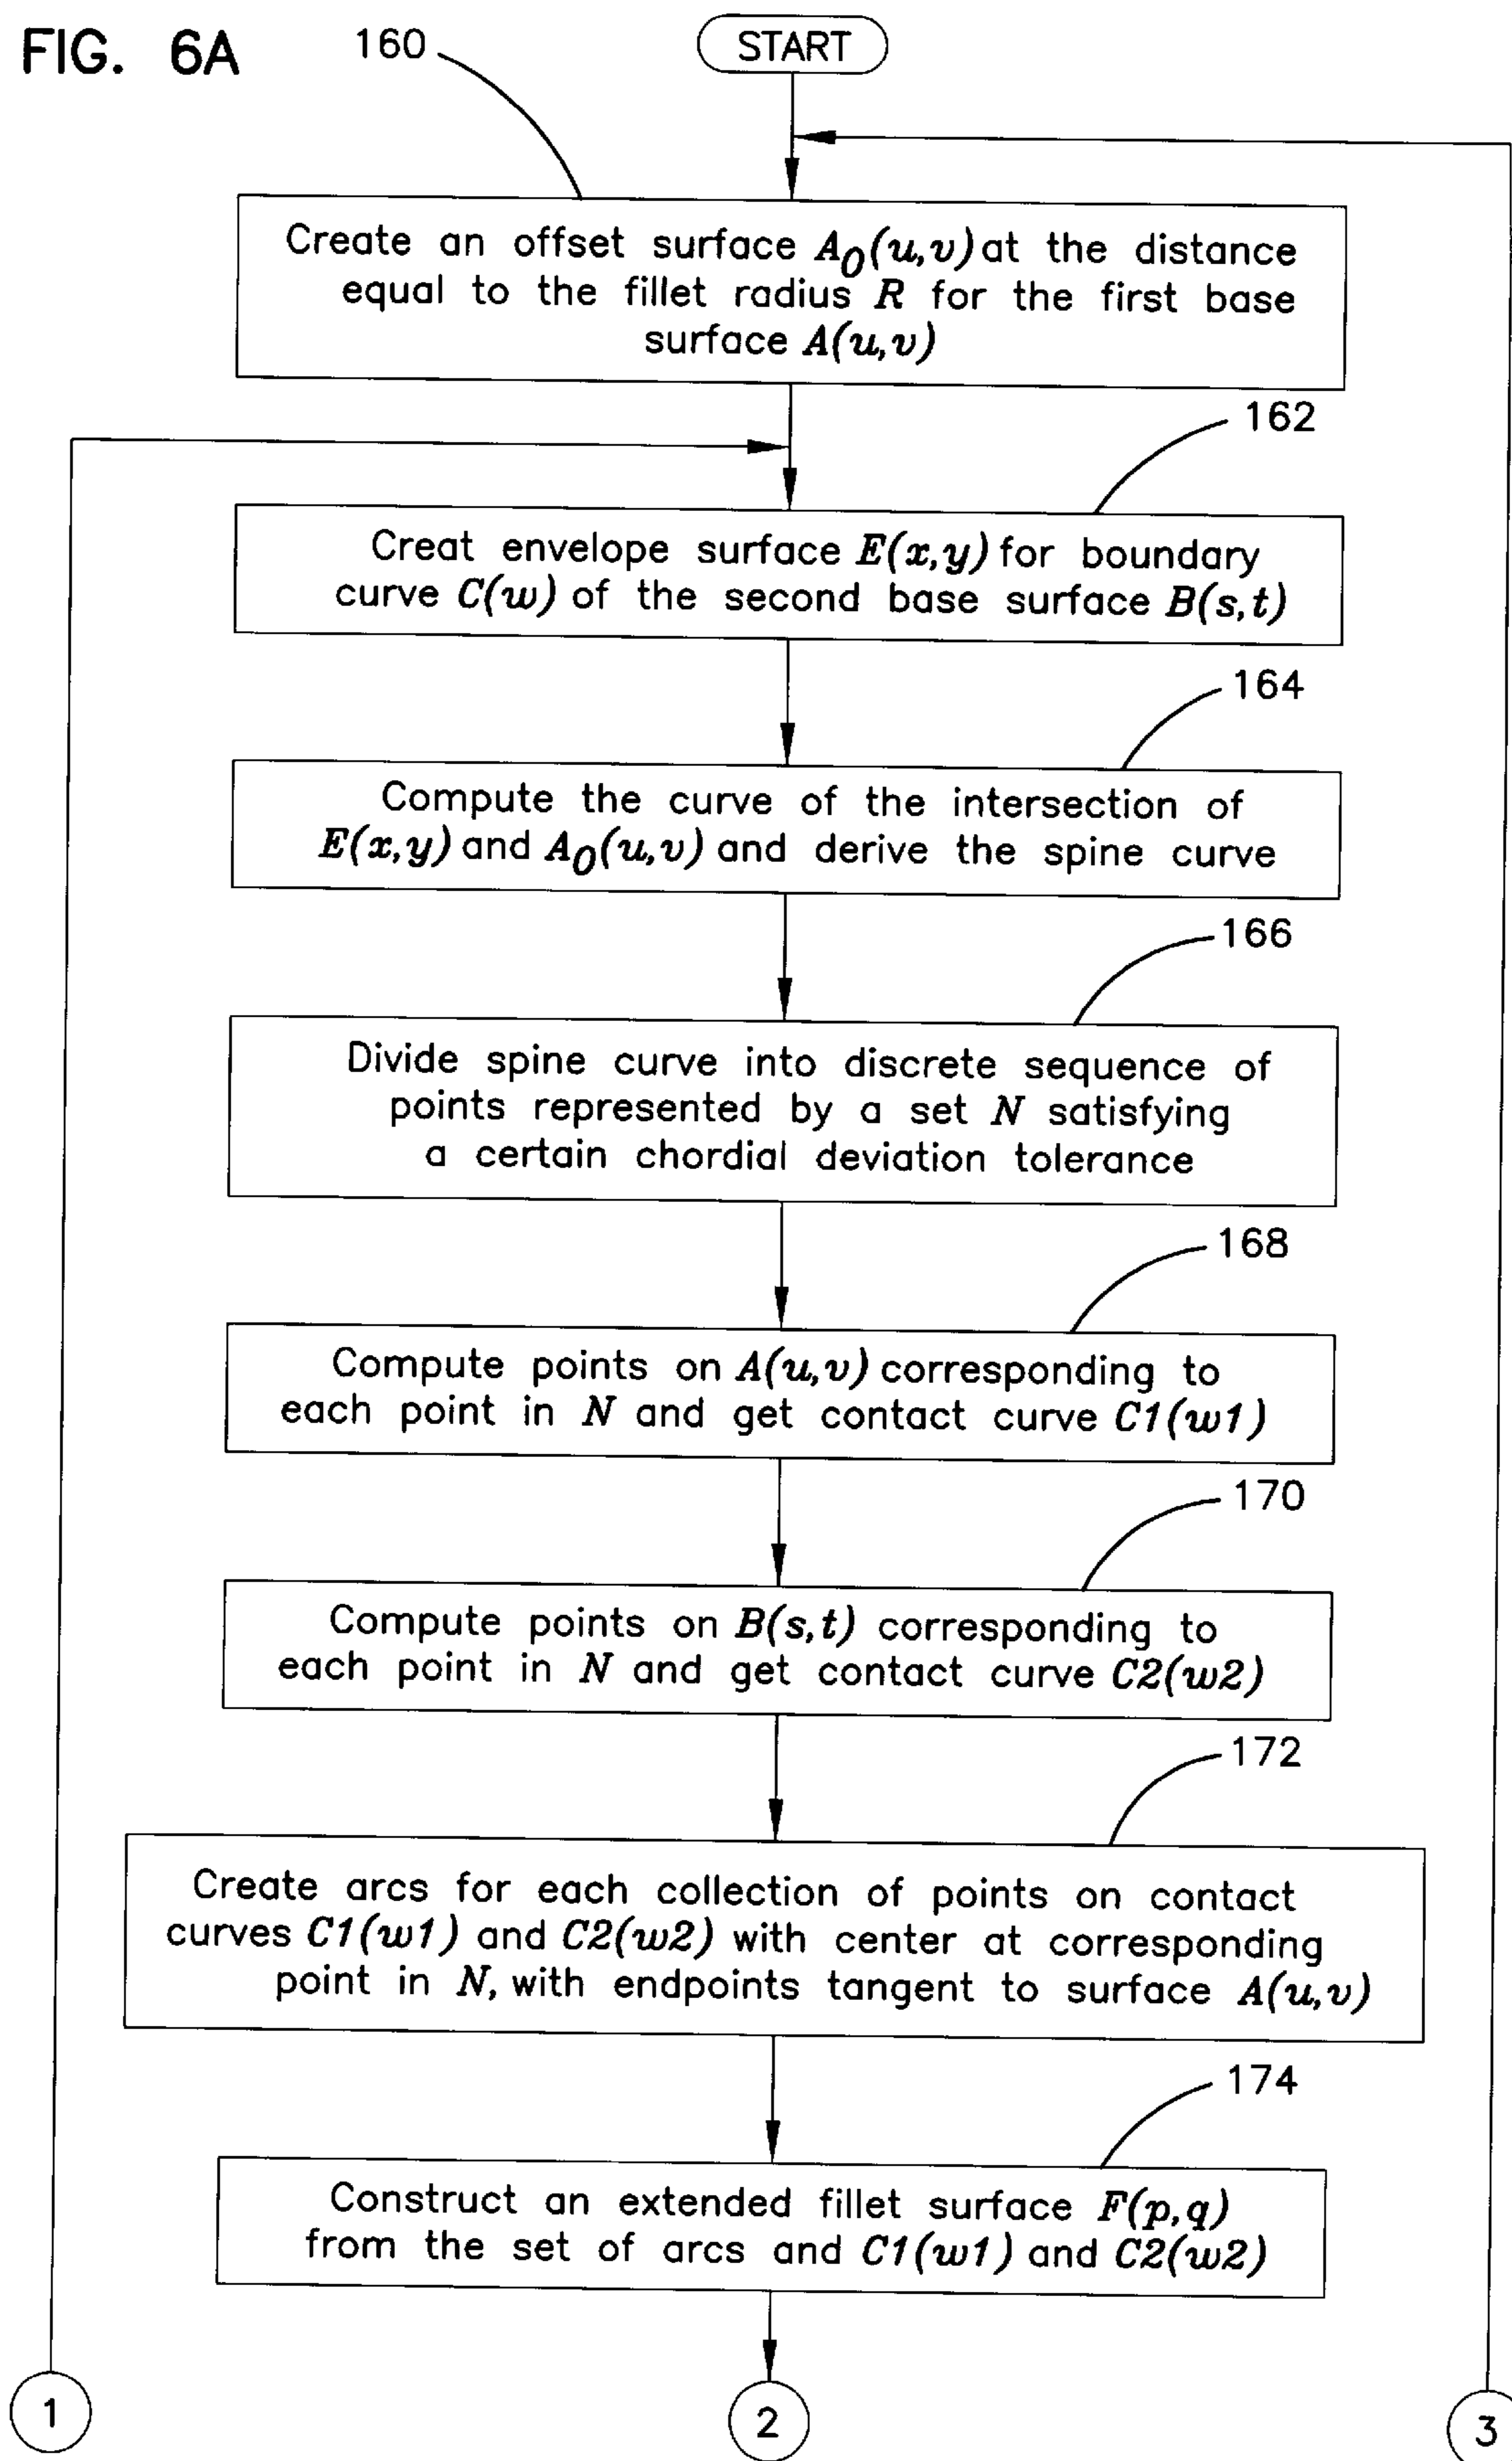 FIG. 6A
160
START
Create an offset surface A₀(u,v) at the distance
equal to the fillet radius R for the first base
surface A(u,v)
162
Creat envelope surface E(x,y) for boundary
curve C(w) of the second base surface B(s,t)
164
Compute the curve of the intersection of
E(x,y) and A₀(u,v) and derive the spine curve
166
Divide spine curve into discrete sequence of
points represented by a set N satisfying
a certain chordial deviation tolerance
168
Compute points on A(u,v) corresponding to
each point in N and get contact curve C1(w1)
170
Compute points on B(s,t) corresponding to
each point in N and get contact curve C2(w2)
172
Create arcs for each collection of points on contact
curves C1(w1) and C2(w2) with center at corresponding
point in N, with endpoints tangent to surface A(u,v)
174
Construct an extended fillet surface F(p,q)
from the set of arcs and C1(w1) and C2(w2)
1
2
3